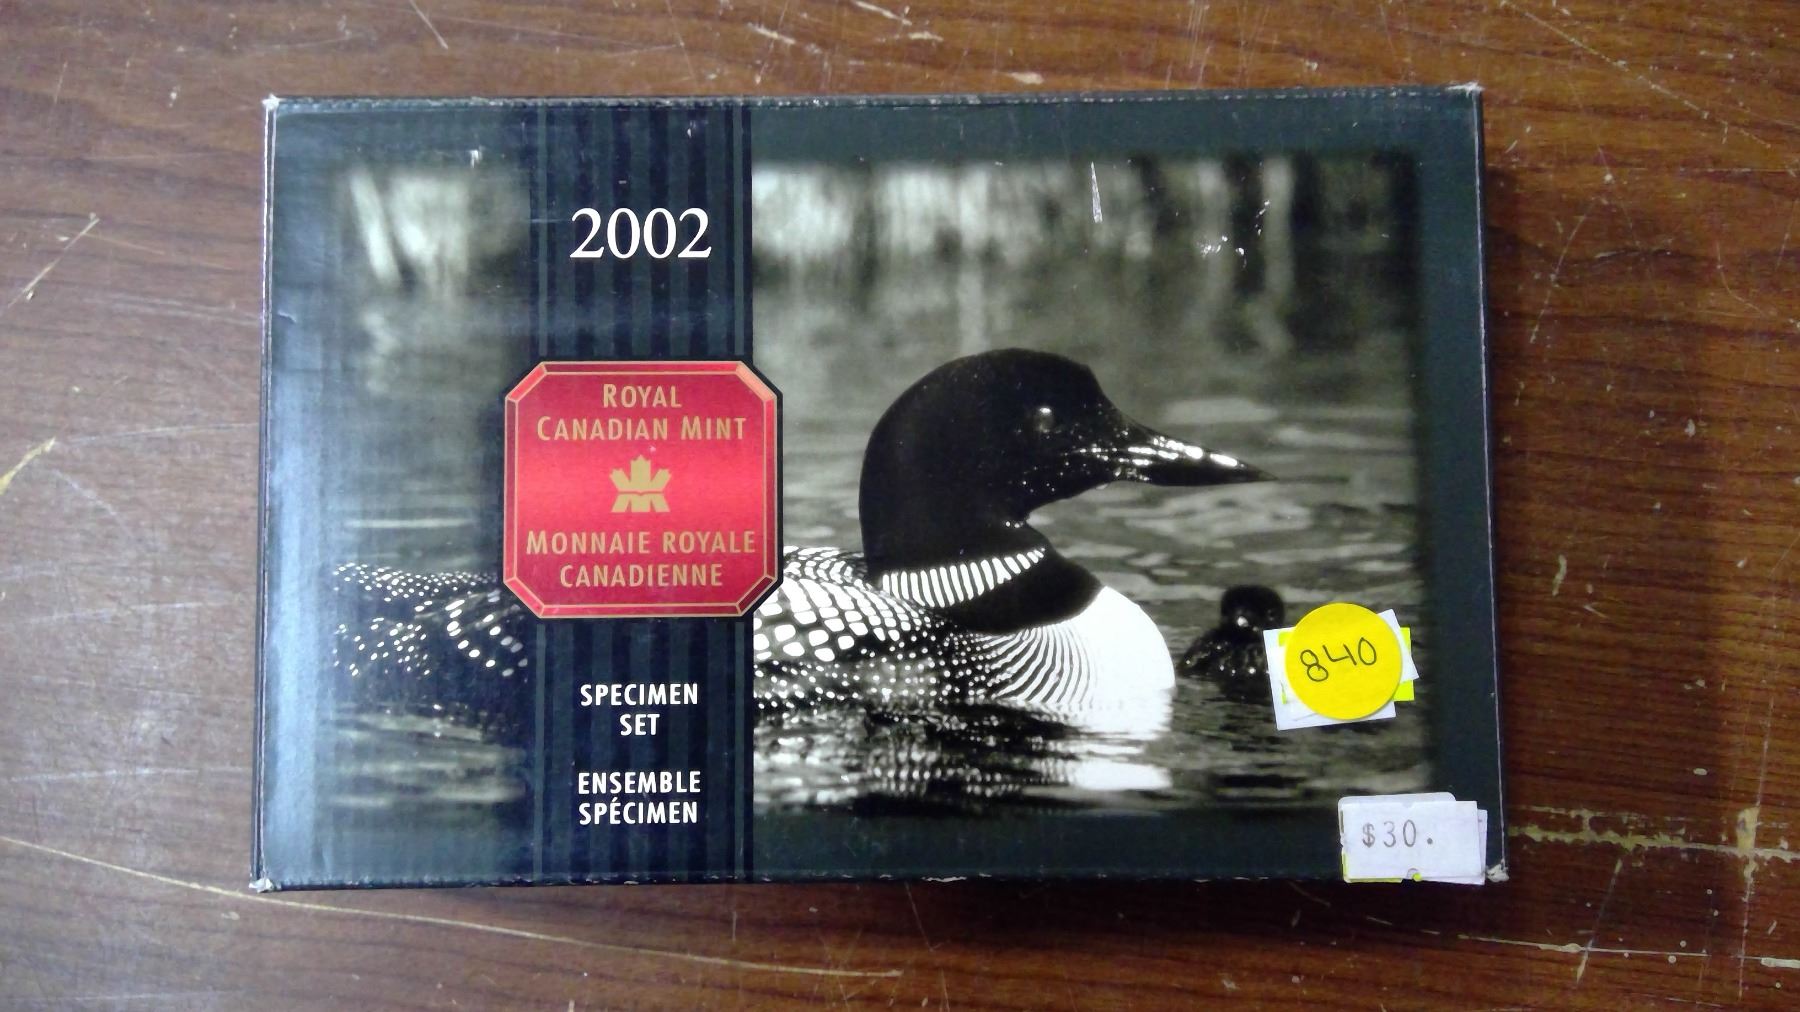 2002
ROYAL
CANADIAN MINT
MONNAIE ROYALE
CANADIENNE
SPECIMEN
SET
ENSEMBLE
SPÉCIMEN
840
$30.